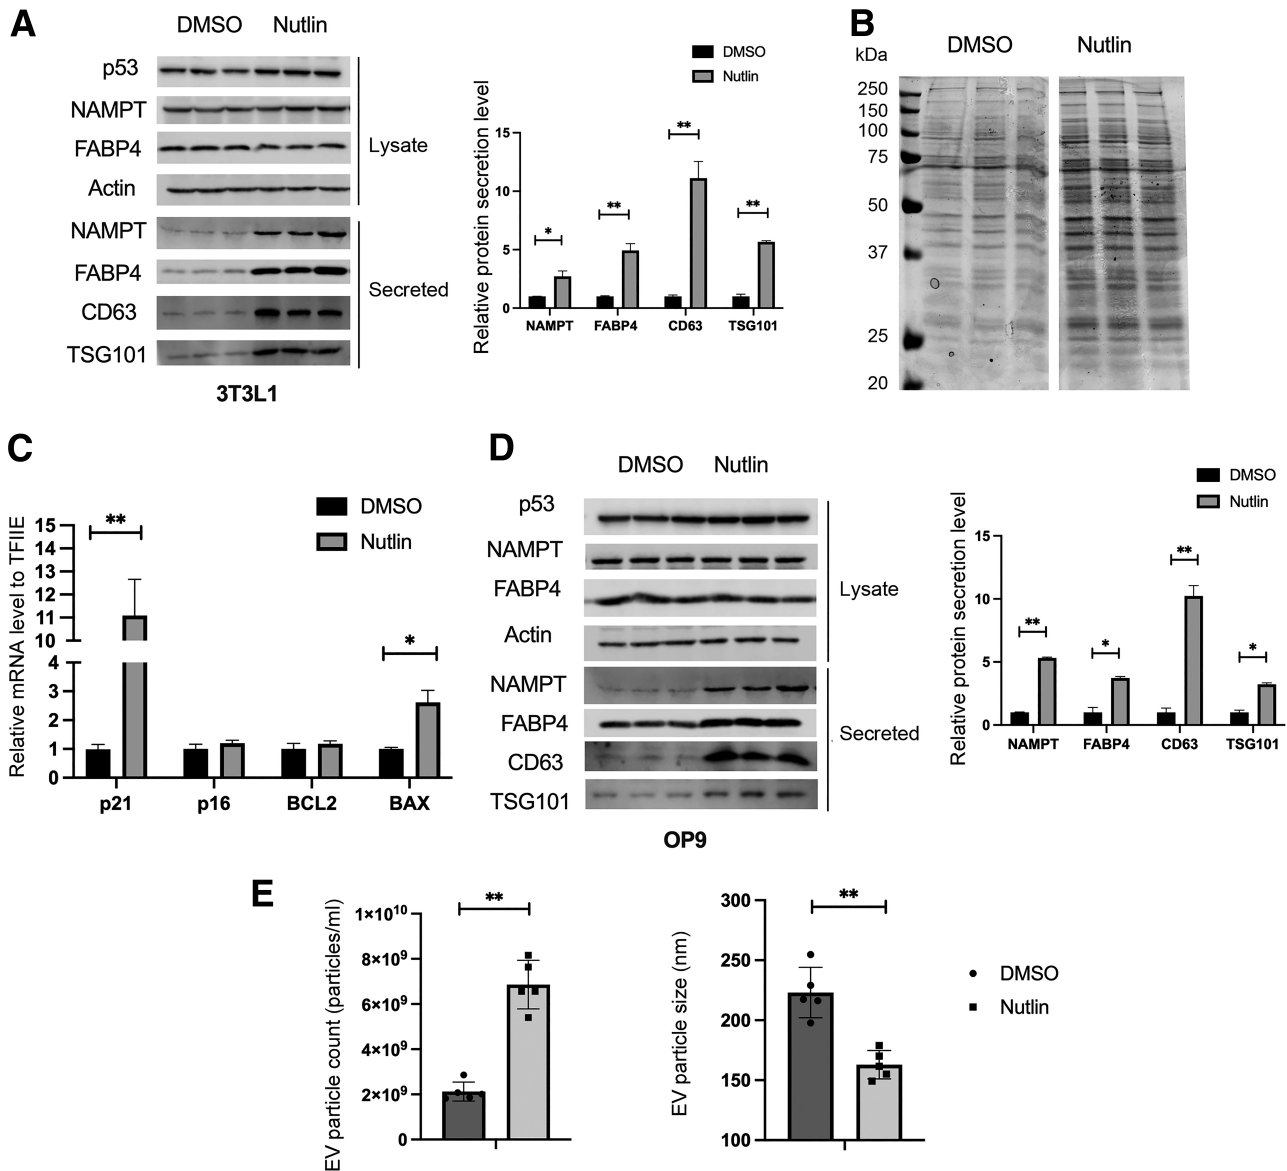 A
DMSO Nutlin
p53
NAMPT
FABP4
Actin
Lysate
NAMPT
FABP4
CD63
TSG101
Secreted
3T3L1
DMSO
Nutlin
Relative protein secretion level
15
10
5
0
NAMPT FABP4 CD63 TSG101
* ** ** **
B
kDa
DMSO Nutlin
250
150
100
75
50
37
25
20
C
DMSO
Nutlin
Relative mRNA level to TFIIE
15
14
13
12
11
10
4
3
2
1
0
** *
p21 p16 BCL2 BAX
D
DMSO Nutlin
p53
NAMPT
FABP4
Actin
Lysate
NAMPT
FABP4
CD63
TSG101
Secreted
OP9
DMSO
Nutlin
Relative protein secretion level
15
10
5
0
** * ** *
NAMPT FABP4 CD63 TSG101
E
EV particle count (particles/ml)
1×10¹⁰
8×10⁹
6×10⁹
4×10⁹
2×10⁹
0
**
EV particle size (nm)
300
250
200
150
100
**
DMSO
Nutlin